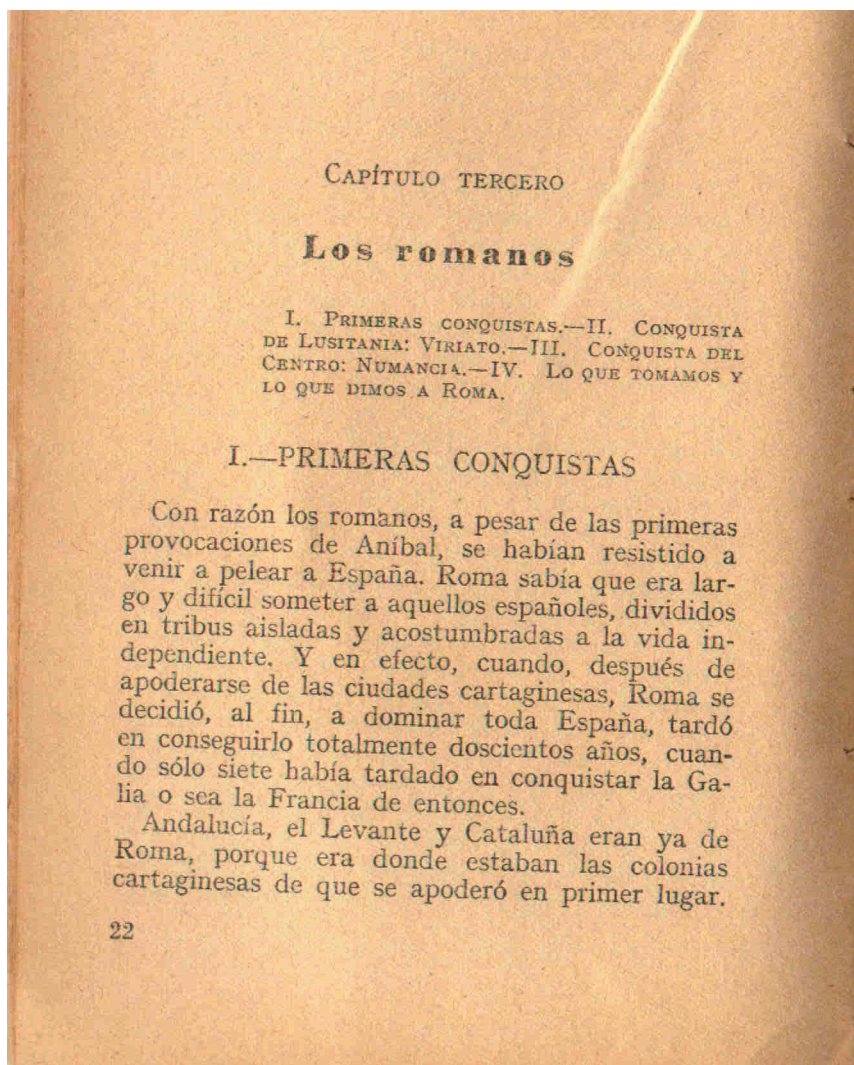 CAPÍTULO TERCERO
Los romanos
I. PRIMERAS CONQUISTAS.—II. CONQUISTA
DE LUSITANIA: VIRIATO.—III. CONQUISTA DEL
CENTRO: NUMANCIA.—IV. LO QUE TOMAMOS Y
LO QUE DIMOS A ROMA.
I.—PRIMERAS CONQUISTAS
Con razón los romanos, a pesar de las primeras
provocaciones de Aníbal, se habían resistido a
venir a pelear a España. Roma sabía que era lar-
go y difícil someter a aquellos españoles, divididos
en tribus aisladas y acostumbradas a la vida in-
dependiente. Y en efecto, cuando, después de
apoderarse de las ciudades cartaginesas, Roma se
decidió, al fin, a dominar toda España, tardó
en conseguirlo totalmente doscientos años, cuan-
do sólo siete había tardado en conquistar la Ga-
lia o sea la Francia de entonces.
Andalucía, el Levante y Cataluña eran ya de
Roma, porque era donde estaban las colonias
cartaginesas de que se apoderó en primer lugar.
22